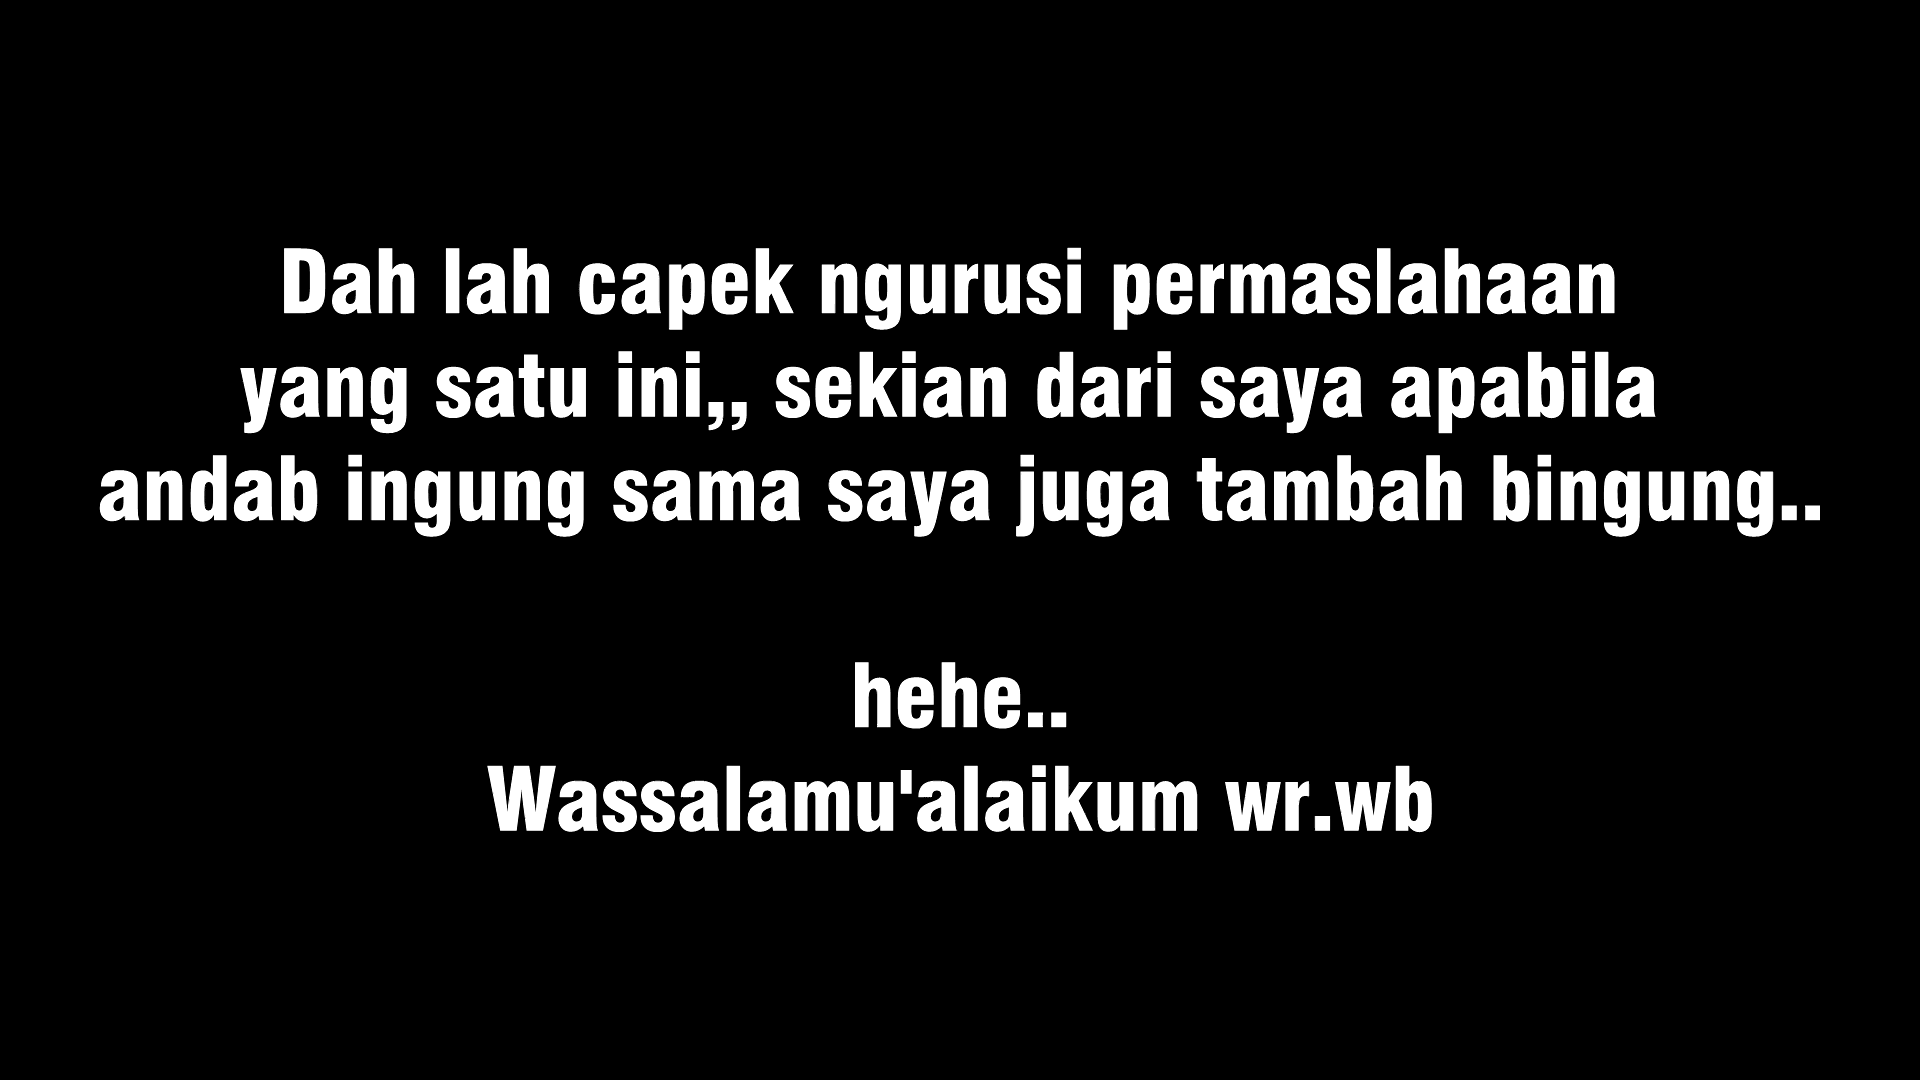 Dah lah capek ngurusi permaslahaan
yang satu ini,, sekian dari saya apabila
andab ingung sama saya juga tambah bingung..
hehe..
Wassalamu'alaikum wr.wb